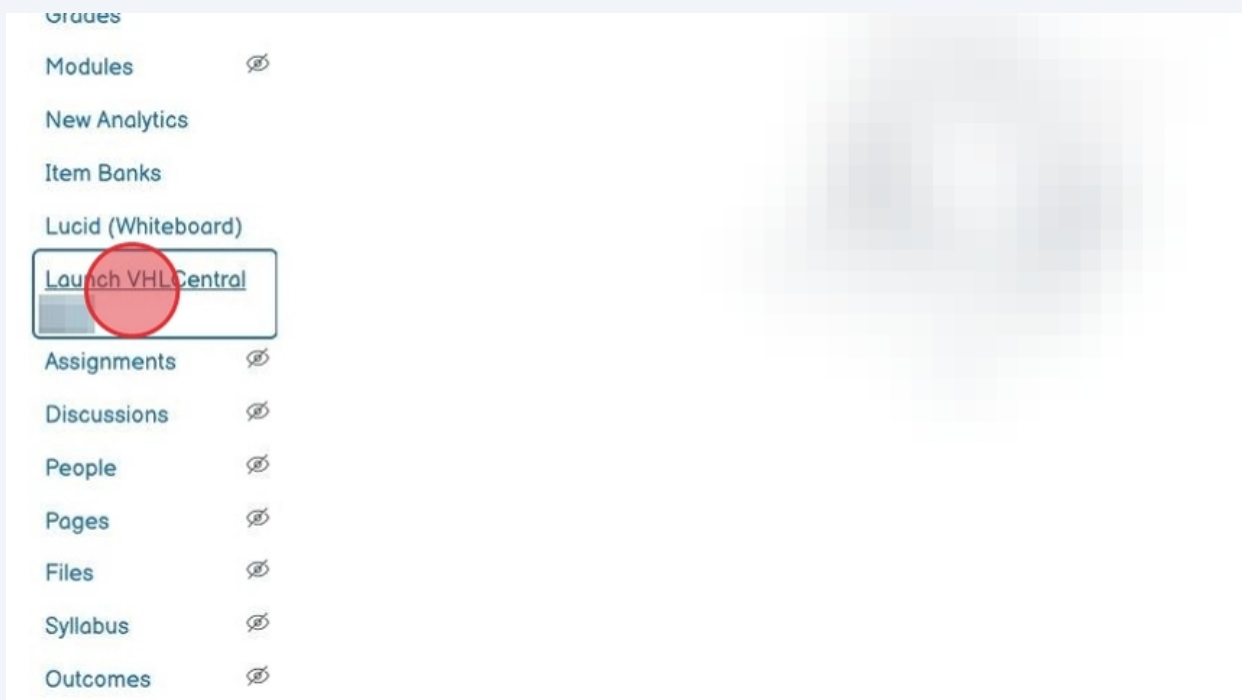 Grades
Modules
New Analytics
Item Banks
Lucid (Whiteboard)
Launch VHLCentral
Assignments
Discussions
People
Pages
Files
Syllabus
Outcomes